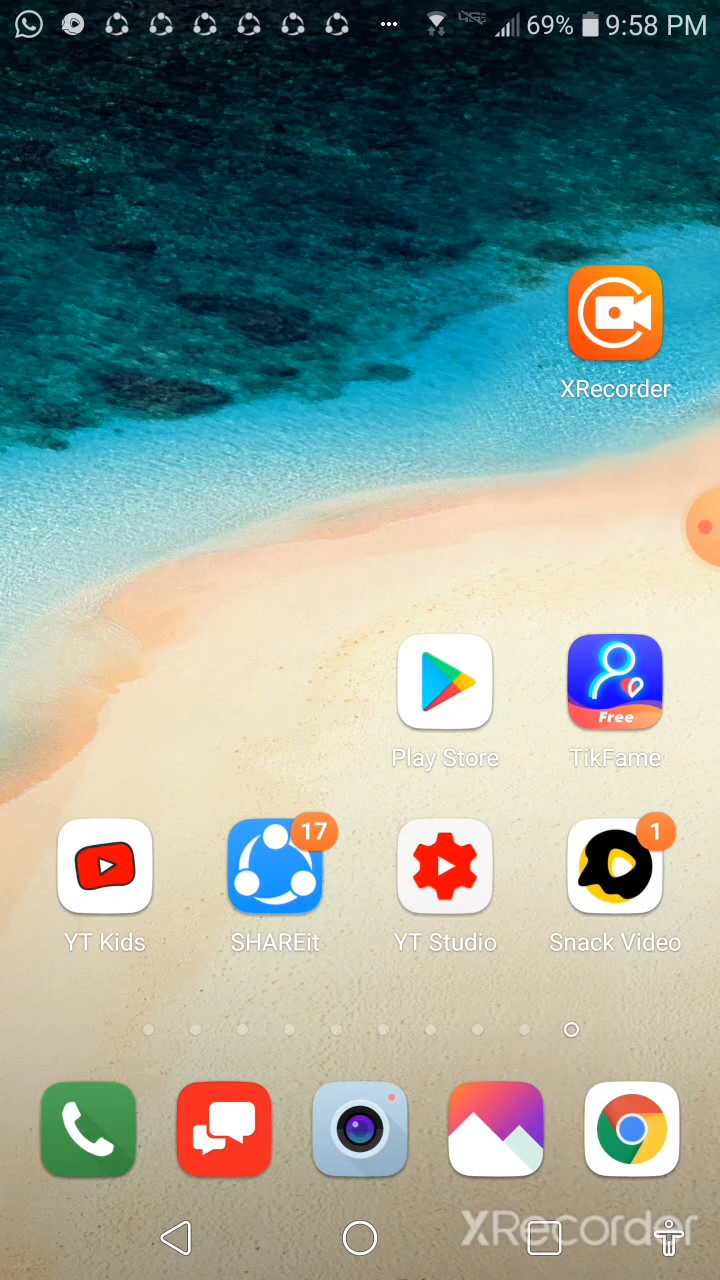 69% 9:58 PM
XRecorder
Free
Play Store TikFame
17 1
YT Kids SHAREit YT Studio Snack Video
XRecorder